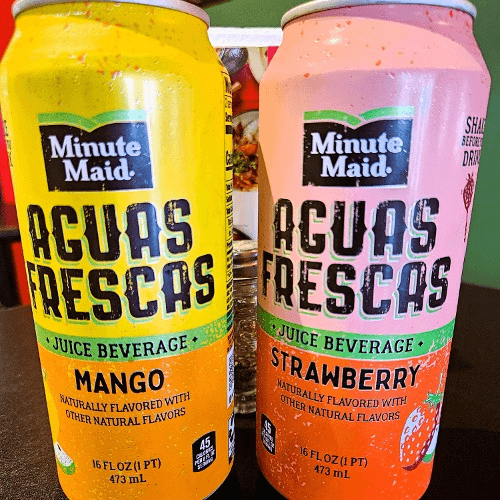 Minute
Maid
AGUAS
FRESCAS
JUICE BEVERAGE
MANGO
NATURALLY FLAVORED WITH
OTHER NATURAL FLAVORS
45
16 FL OZ (1 PT)
473 mL
Minute
Maid
AGUAS
FRESCAS
JUICE BEVERAGE
STRAWBERRY
NATURALLY FLAVORED WITH
OTHER NATURAL FLAVORS
45
16 FL OZ (1 PT)
473 mL